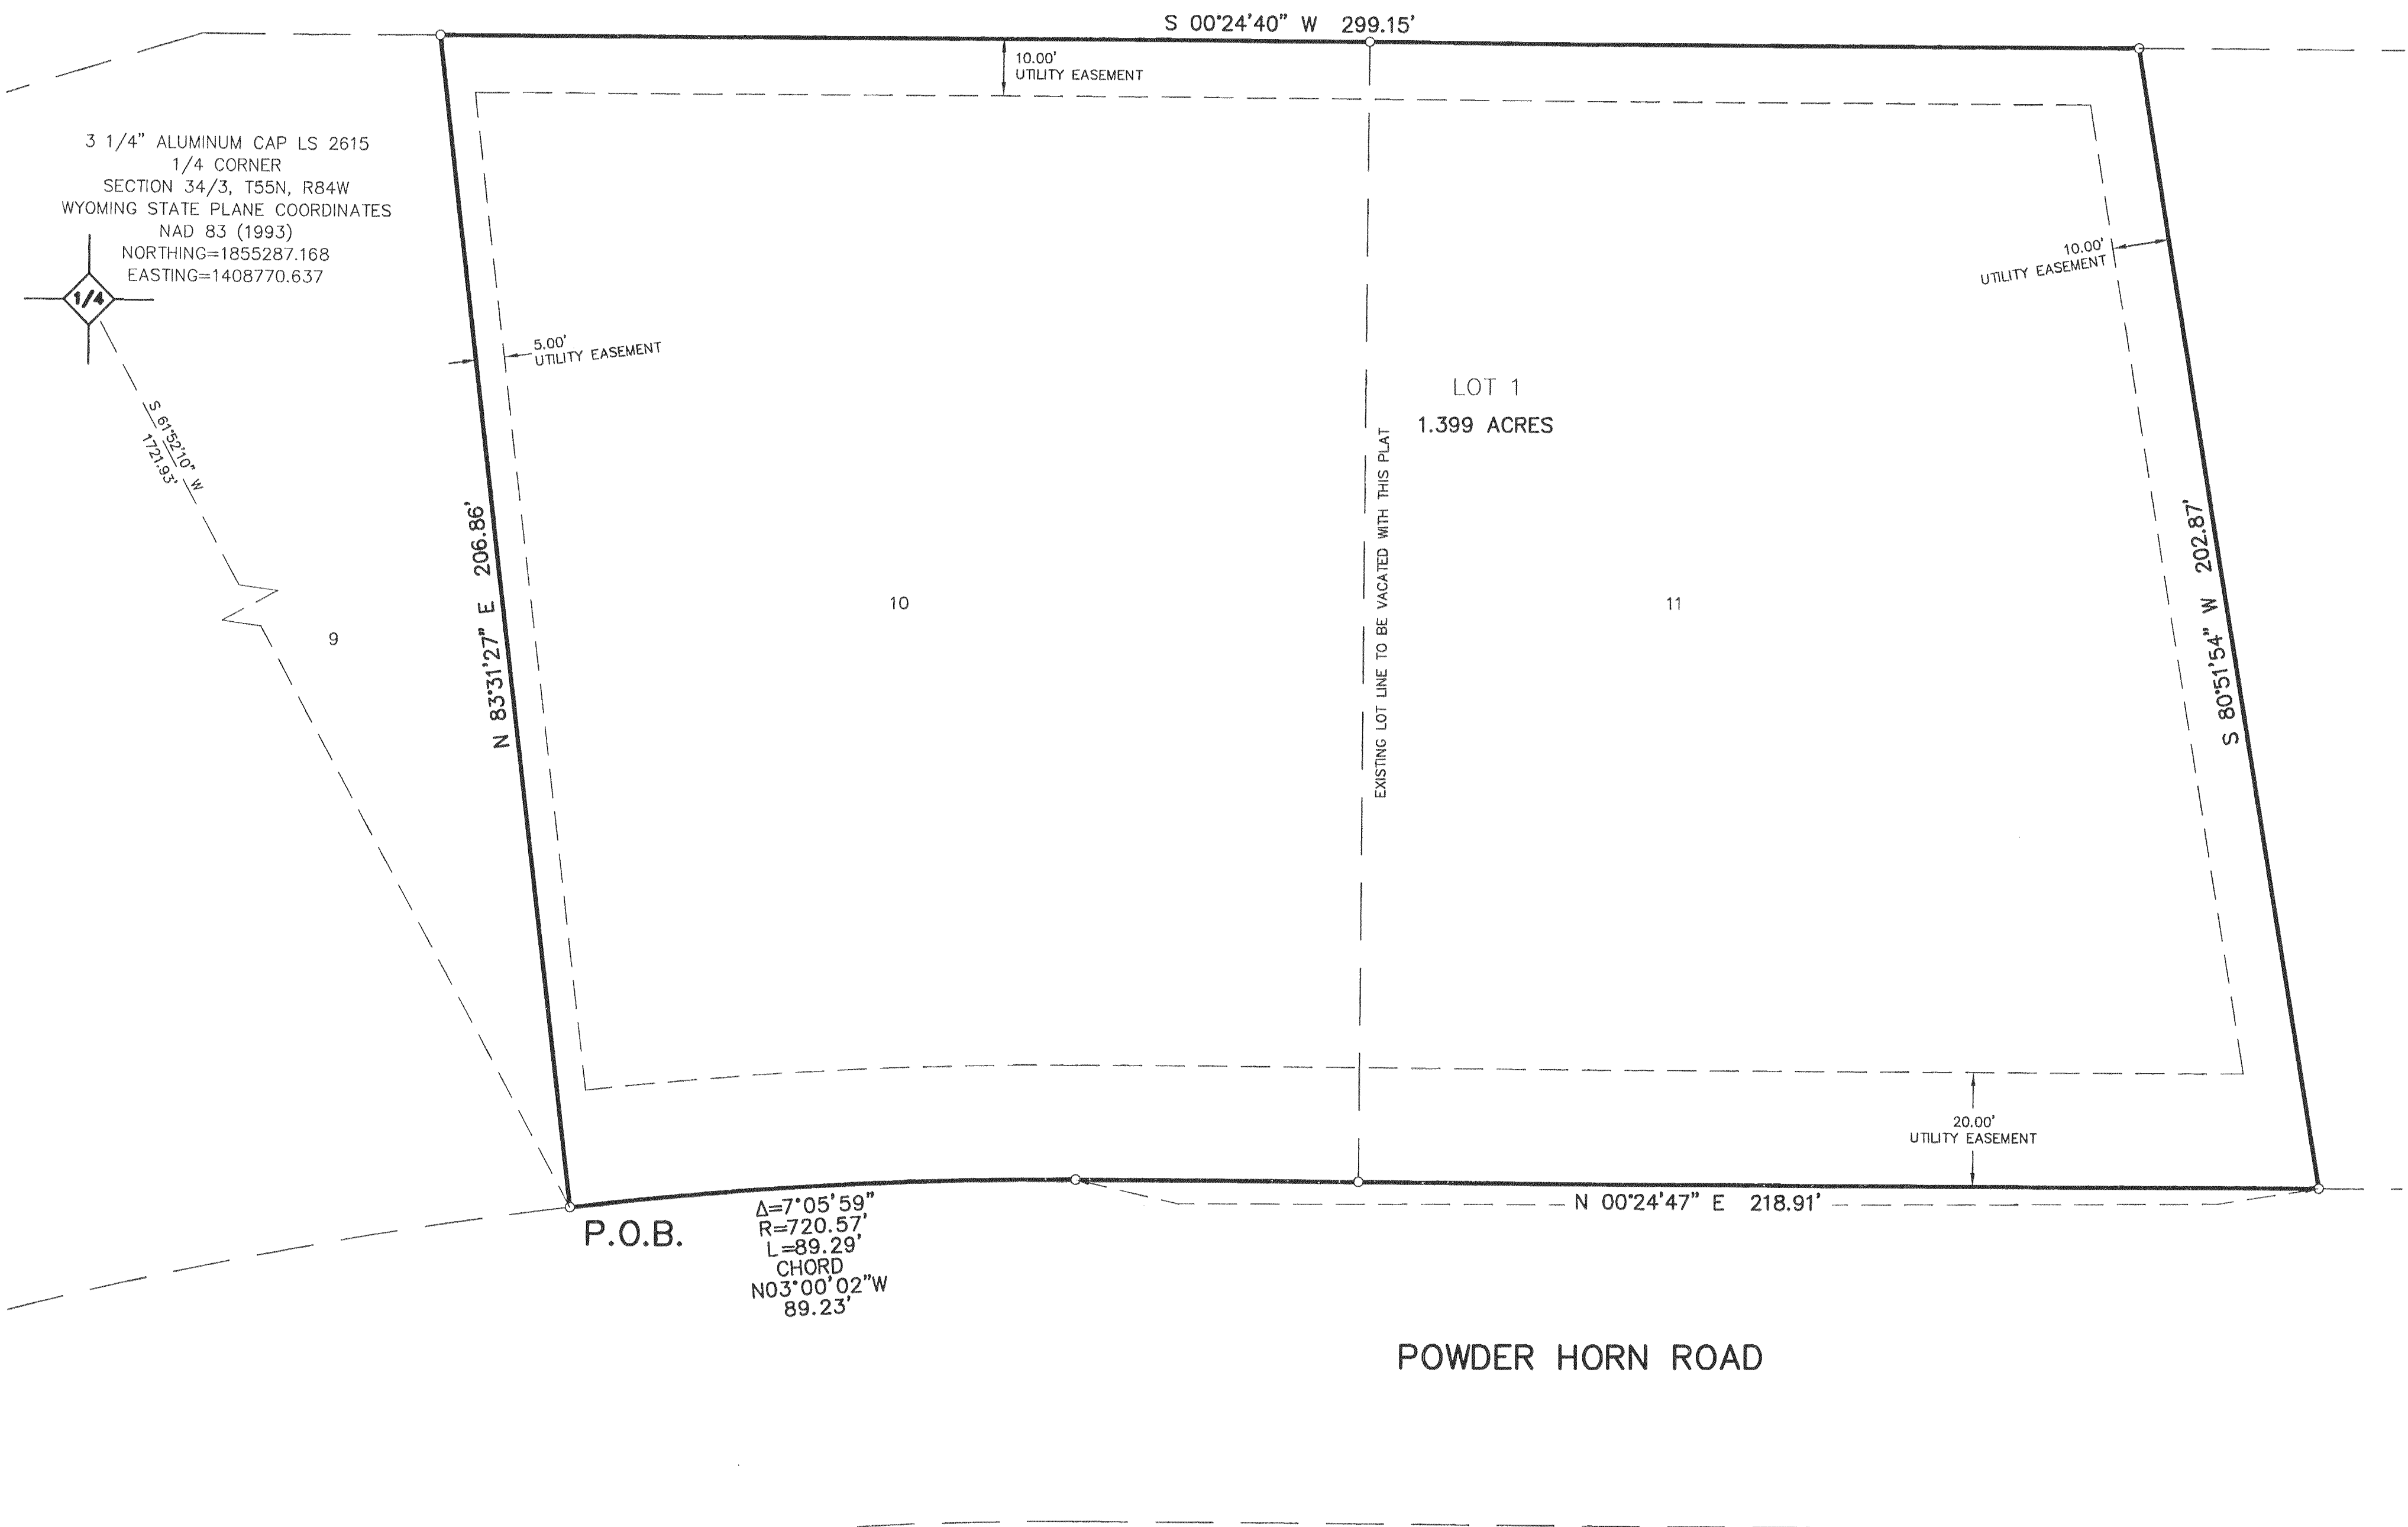 S 00°24'40" W 299.15'
10.00'
UTILITY EASEMENT
3 1/4" ALUMINUM CAP LS 2615
1/4 CORNER
SECTION 34/3, T55N, R84W
WYOMING STATE PLANE COORDINATES
NAD 83 (1993)
NORTHING=1855287.168
EASTING=1408770.637
1/4
10.00'
UTILITY EASEMENT
5.00'
UTILITY EASEMENT
LOT 1
1.399 ACRES
S 61°52'10" W
1721.93'
N 83°31'27" E 206.86'
EXISTING LOT LINE TO BE VACATED WITH THIS PLAT
S 80°51'54" W 202.87'
9
10
11
20.00'
UTILITY EASEMENT
P.O.B.
Δ=7°05'59"
R=720.57'
L=89.29'
CHORD
N03°00'02"W
89.23'
N 00°24'47" E 218.91'
POWDER HORN ROAD